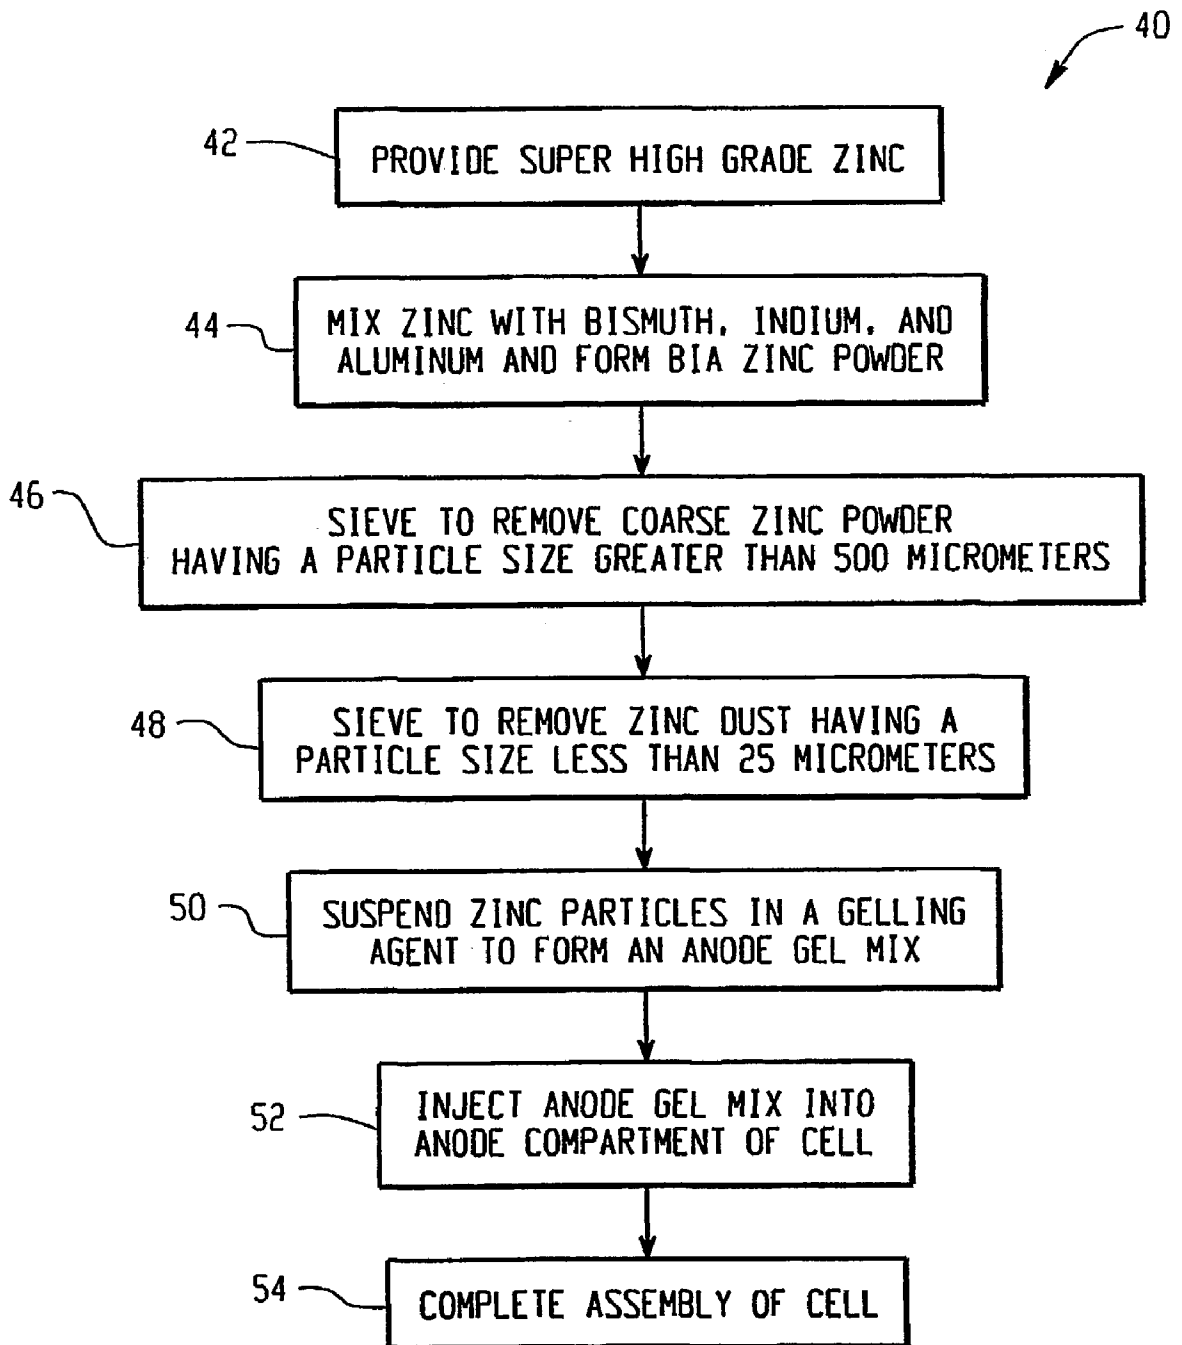 40
42
PROVIDE SUPER HIGH GRADE ZINC
44
MIX ZINC WITH BISMUTH, INDIUM, AND
ALUMINUM AND FORM BIA ZINC POWDER
46
SIEVE TO REMOVE COARSE ZINC POWDER
HAVING A PARTICLE SIZE GREATER THAN 500 MICROMETERS
48
SIEVE TO REMOVE ZINC DUST HAVING A
PARTICLE SIZE LESS THAN 25 MICROMETERS
50
SUSPEND ZINC PARTICLES IN A GELLING
AGENT TO FORM AN ANODE GEL MIX
52
INJECT ANODE GEL MIX INTO
ANODE COMPARTMENT OF CELL
54
COMPLETE ASSEMBLY OF CELL